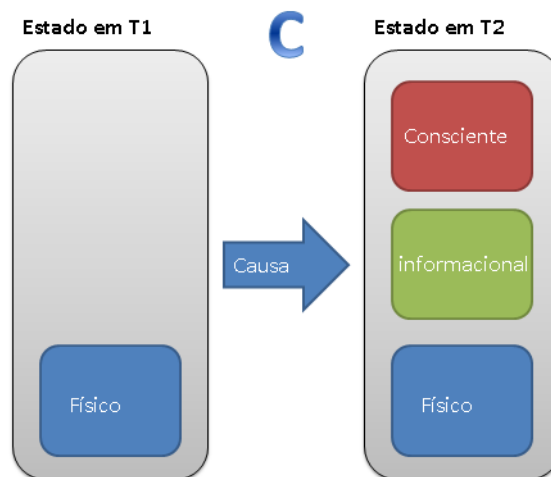 C
Estado em T1
Estado em T2
Consciente
Causa
informacional
Físico
Físico